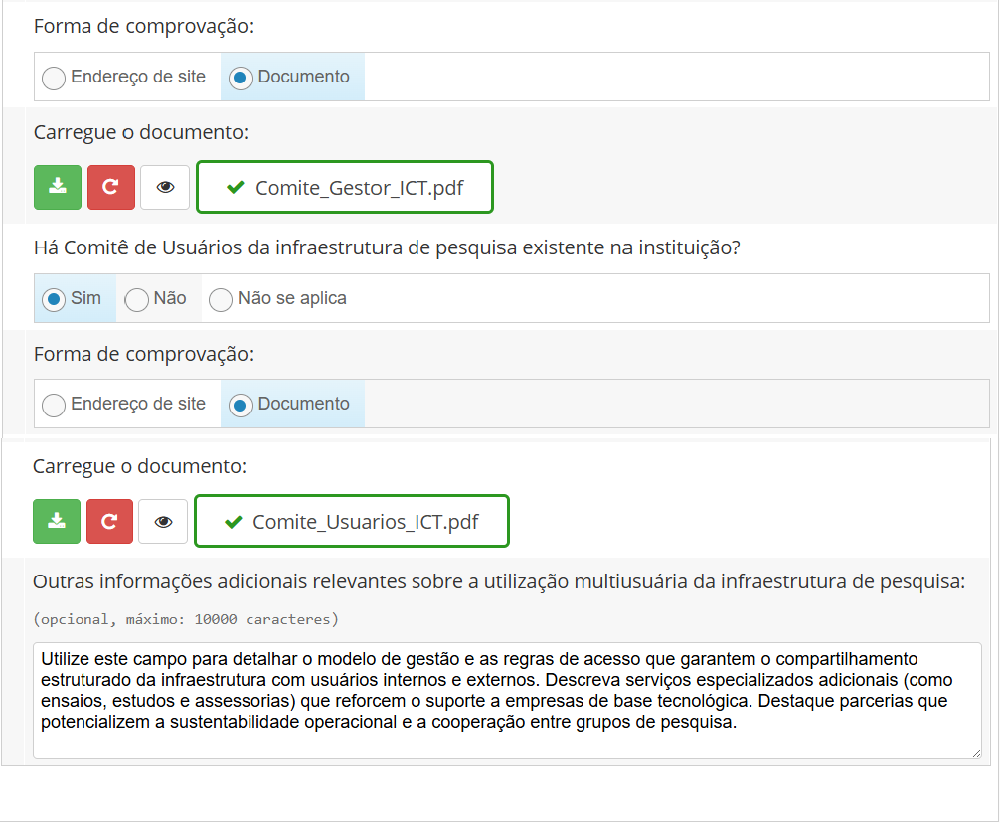 Forma de comprovação:
Endereço de site Documento
Carregue o documento:
Comite_Gestor_ICT.pdf
Há Comitê de Usuários da infraestrutura de pesquisa existente na instituição?
Sim Não Não se aplica
Forma de comprovação:
Endereço de site Documento
Carregue o documento:
Comite_Usuarios_ICT.pdf
Outras informações adicionais relevantes sobre a utilização multiusuária da infraestrutura de pesquisa:
(opcional, máximo: 10000 caracteres)
Utilize este campo para detalhar o modelo de gestão e as regras de acesso que garantem o compartilhamento
estruturado da infraestrutura com usuários internos e externos. Descreva serviços especializados adicionais (como
ensaios, estudos e assessorias) que reforcem o suporte a empresas de base tecnológica. Destaque parcerias que
potencializem a sustentabilidade operacional e a cooperação entre grupos de pesquisa.